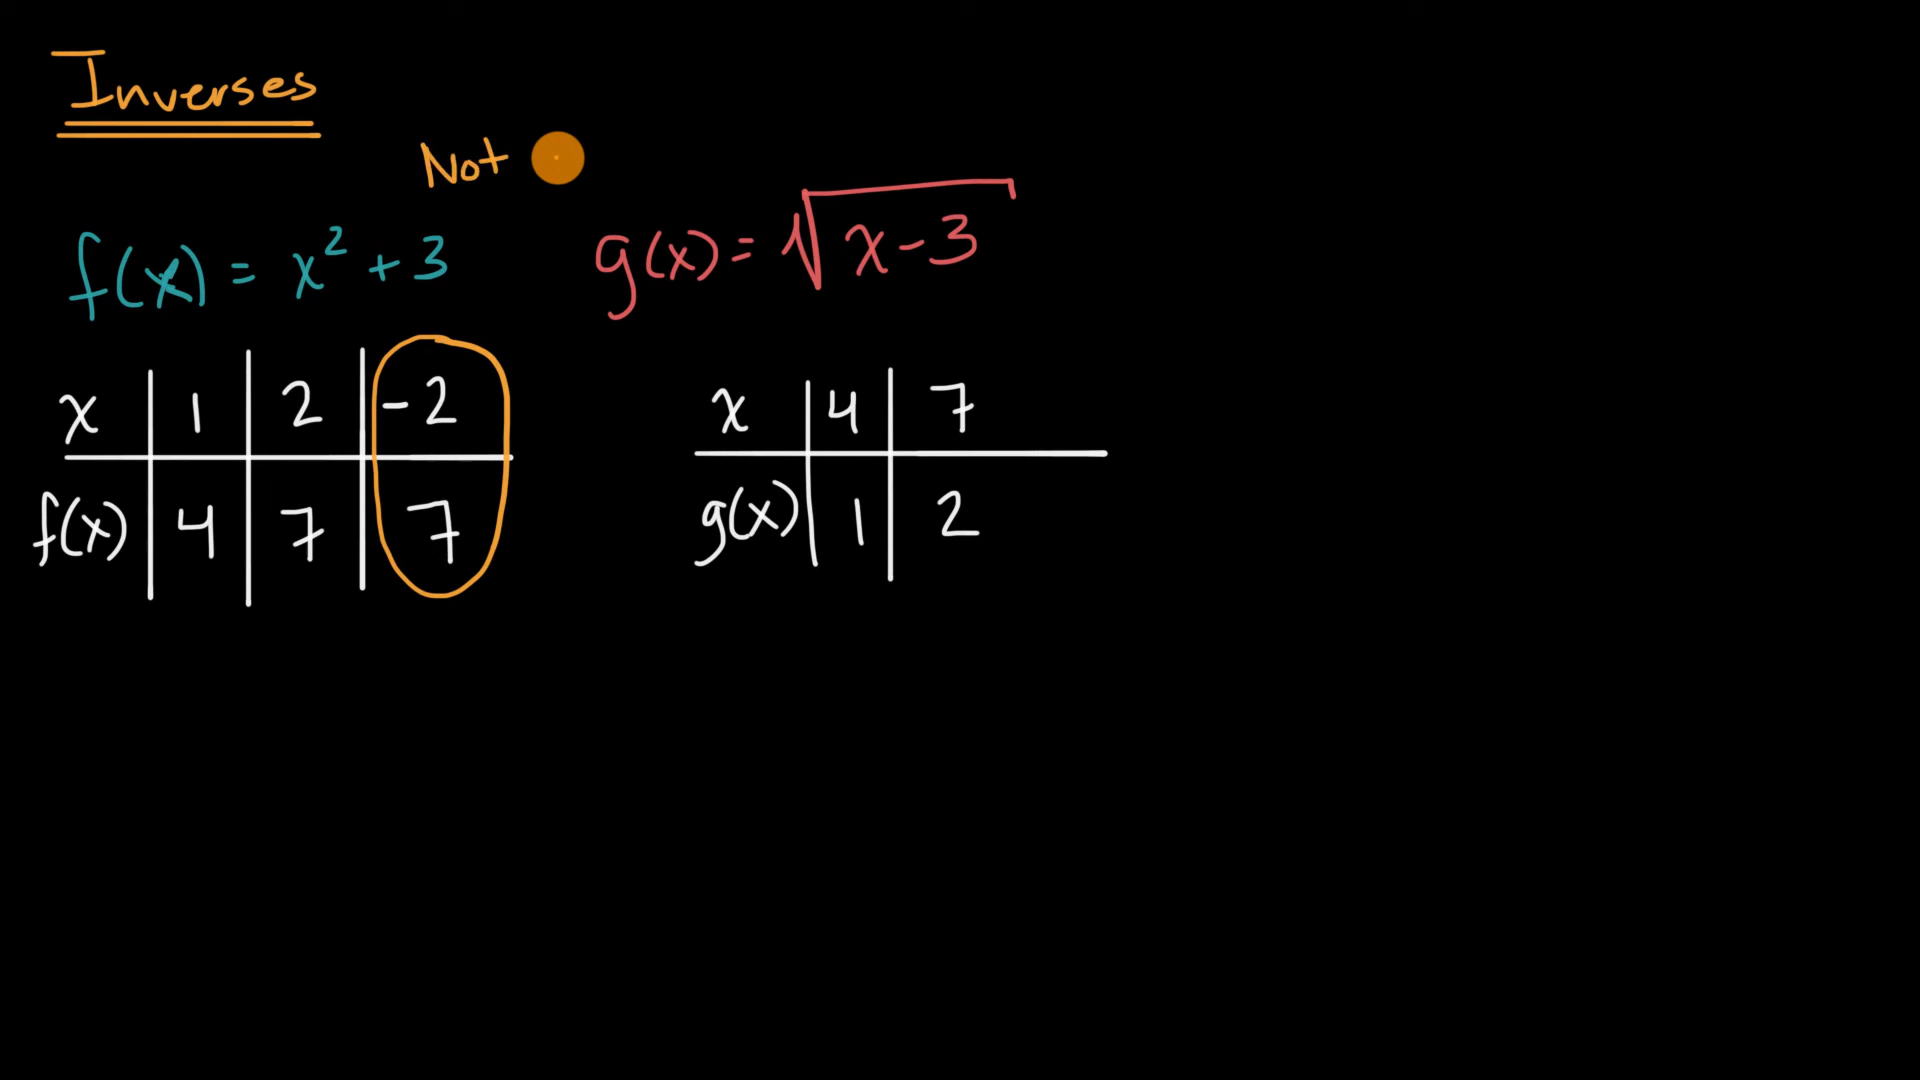 Inverses
Not
f(x) = x² + 3
g(x) = √(x - 3)
x | 1 | 2 | -2
f(x) | 4 | 7 | 7
x | 4 | 7
g(x) | 1 | 2